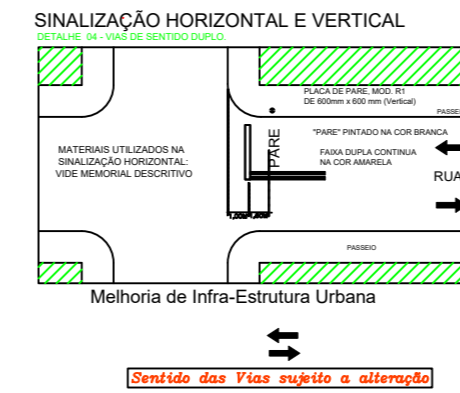 SINALIZAÇÃO HORIZONTAL E VERTICAL
DETALHE 04 - VIAS DE SENTIDO DUPLO.
PLACA DE PARE, MOD. R1
DE 600mm x 600 mm (Vertical)
PASSE
PARE
"PARE" PINTADO NA COR BRANCA
MATERIAIS UTILIZADOS NA
SINALIZAÇÃO HORIZONTAL:
VIDE MEMORIAL DESCRITIVO
FAIXA DUPLA CONTINUA
NA COR AMARELA
RUA
PASSEIO
Melhoria de Infra-Estrutura Urbana
Sentido das Vias sujeito a alteração